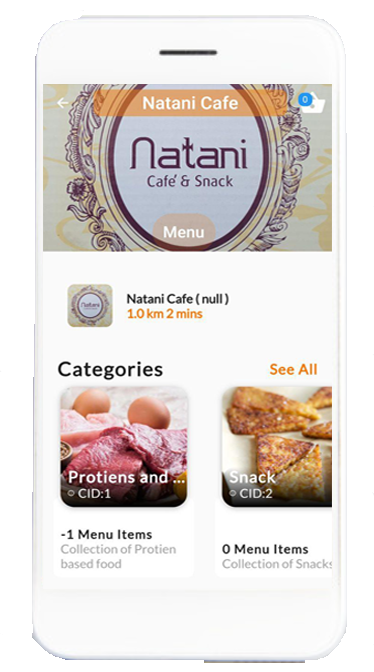 Natani Cafe
0
Natani
Cafe' & Snack
Menu
Natani
Natani Cafe ( null )
1.0 km 2 mins
Categories
See All
Protiens and ...
CID:1
Snack
CID:2
-1 Menu Items
Collection of Protien
based food
0 Menu Items
Collection of Snacks